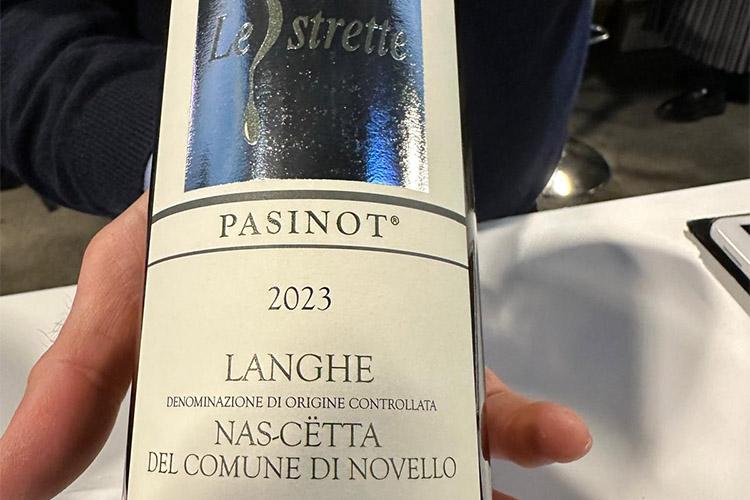 Le strette
PASINOT®
2023
LANGHE
DENOMINAZIONE DI ORIGINE CONTROLLATA
NAS-CËTTA
DEL COMUNE DI NOVELLO